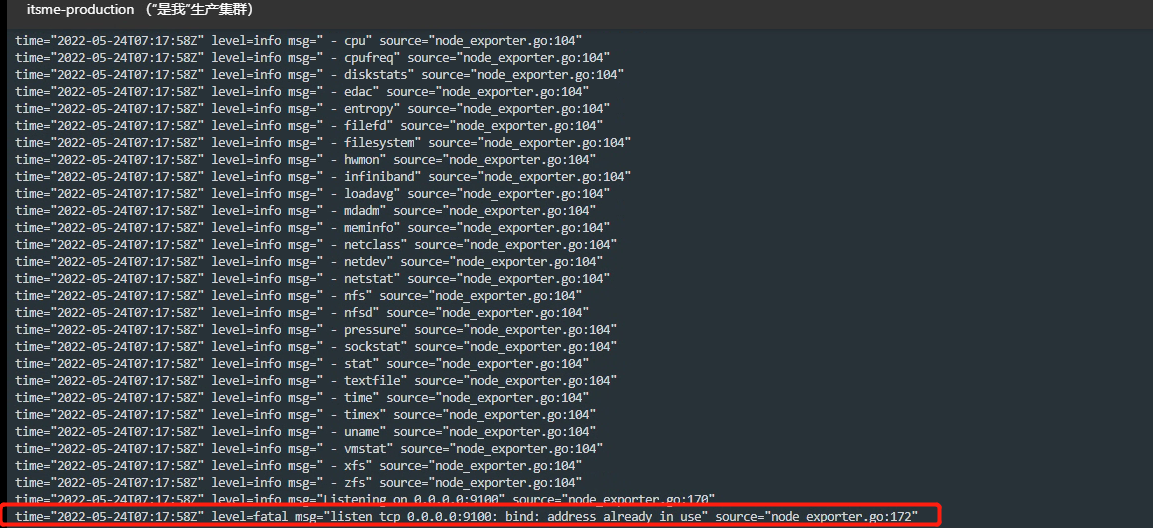 itsme-production （“是我”生产集群）
time="2022-05-24T07:17:58Z" level=info msg=" - cpu" source="node_exporter.go:104"
time="2022-05-24T07:17:58Z" level=info msg=" - cpufreq" source="node_exporter.go:104"
time="2022-05-24T07:17:58Z" level=info msg=" - diskstats" source="node_exporter.go:104"
time="2022-05-24T07:17:58Z" level=info msg=" - edac" source="node_exporter.go:104"
time="2022-05-24T07:17:58Z" level=info msg=" - entropy" source="node_exporter.go:104"
time="2022-05-24T07:17:58Z" level=info msg=" - filefd" source="node_exporter.go:104"
time="2022-05-24T07:17:58Z" level=info msg=" - filesystem" source="node_exporter.go:104"
time="2022-05-24T07:17:58Z" level=info msg=" - hwmon" source="node_exporter.go:104"
time="2022-05-24T07:17:58Z" level=info msg=" - infiniband" source="node_exporter.go:104"
time="2022-05-24T07:17:58Z" level=info msg=" - loadavg" source="node_exporter.go:104"
time="2022-05-24T07:17:58Z" level=info msg=" - mdadm" source="node_exporter.go:104"
time="2022-05-24T07:17:58Z" level=info msg=" - meminfo" source="node_exporter.go:104"
time="2022-05-24T07:17:58Z" level=info msg=" - netclass" source="node_exporter.go:104"
time="2022-05-24T07:17:58Z" level=info msg=" - netdev" source="node_exporter.go:104"
time="2022-05-24T07:17:58Z" level=info msg=" - netstat" source="node_exporter.go:104"
time="2022-05-24T07:17:58Z" level=info msg=" - nfs" source="node_exporter.go:104"
time="2022-05-24T07:17:58Z" level=info msg=" - nfsd" source="node_exporter.go:104"
time="2022-05-24T07:17:58Z" level=info msg=" - pressure" source="node_exporter.go:104"
time="2022-05-24T07:17:58Z" level=info msg=" - sockstat" source="node_exporter.go:104"
time="2022-05-24T07:17:58Z" level=info msg=" - stat" source="node_exporter.go:104"
time="2022-05-24T07:17:58Z" level=info msg=" - textfile" source="node_exporter.go:104"
time="2022-05-24T07:17:58Z" level=info msg=" - time" source="node_exporter.go:104"
time="2022-05-24T07:17:58Z" level=info msg=" - timex" source="node_exporter.go:104"
time="2022-05-24T07:17:58Z" level=info msg=" - uname" source="node_exporter.go:104"
time="2022-05-24T07:17:58Z" level=info msg=" - vmstat" source="node_exporter.go:104"
time="2022-05-24T07:17:58Z" level=info msg=" - xfs" source="node_exporter.go:104"
time="2022-05-24T07:17:58Z" level=info msg=" - zfs" source="node_exporter.go:104"
time="2022-05-24T07:17:58Z" level=info msg="Listening on 0.0.0.0:9100" source="node_exporter.go:170"
time="2022-05-24T07:17:58Z" level=fatal msg="listen tcp 0.0.0.0:9100: bind: address already in use" source="node_exporter.go:172"